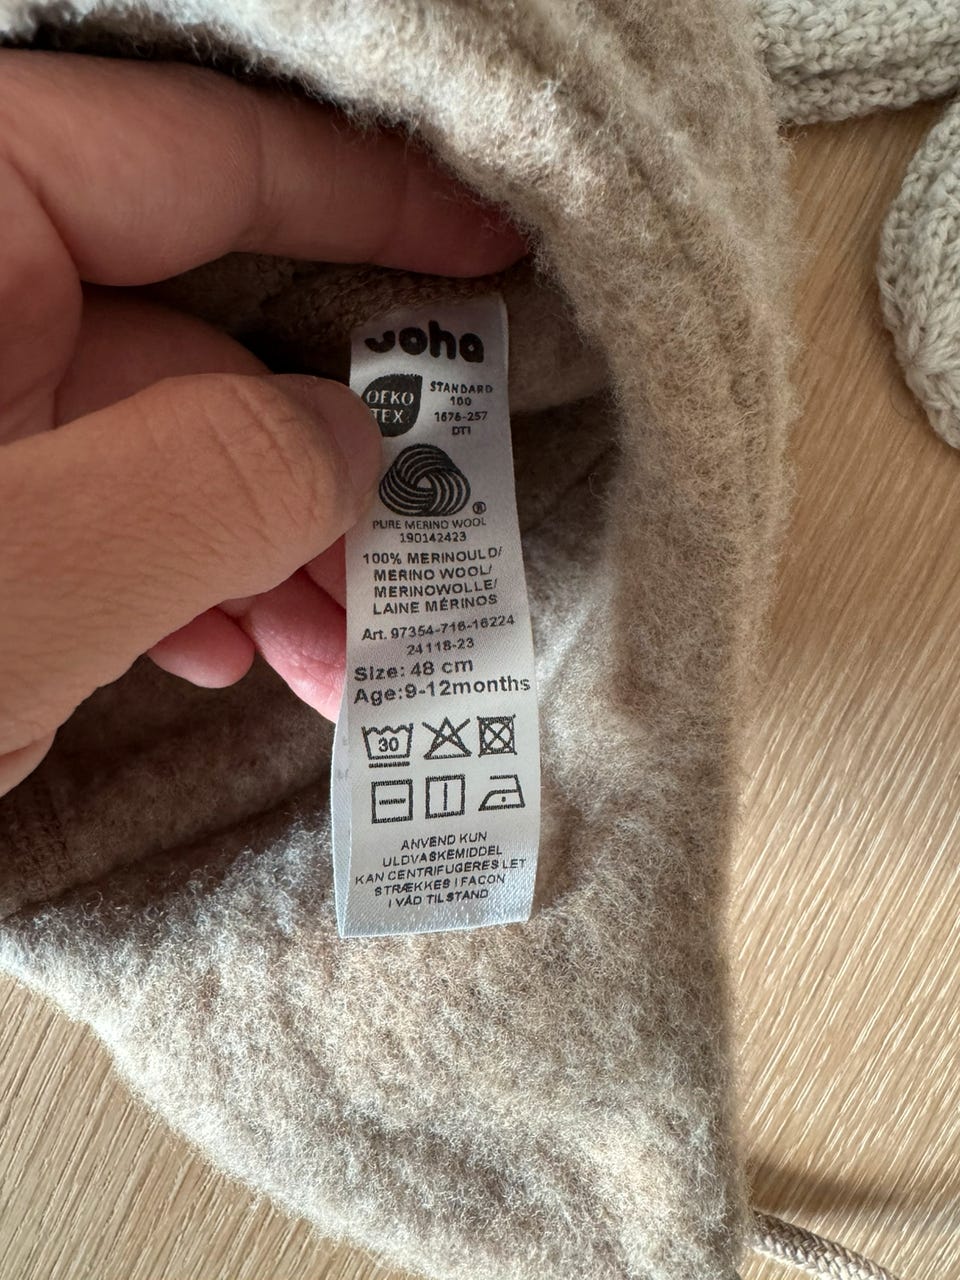 joha
OEKO
TEX
STANDARD
100
1676-257
DTI
®
PURE MERINO WOOL
190142423
100% MERINOULD/
MERINO WOOL/
MERINOWOLLE/
LAINE MÉRINOS
Art. 97354-716-16224
24118-23
Size: 48 cm
Age:9-12months
30
ANVEND KUN
ULDVASKEMIDDEL
KAN CENTRIFUGERES LET
STRÆKKES I FACON
I VÅD TILSTAND